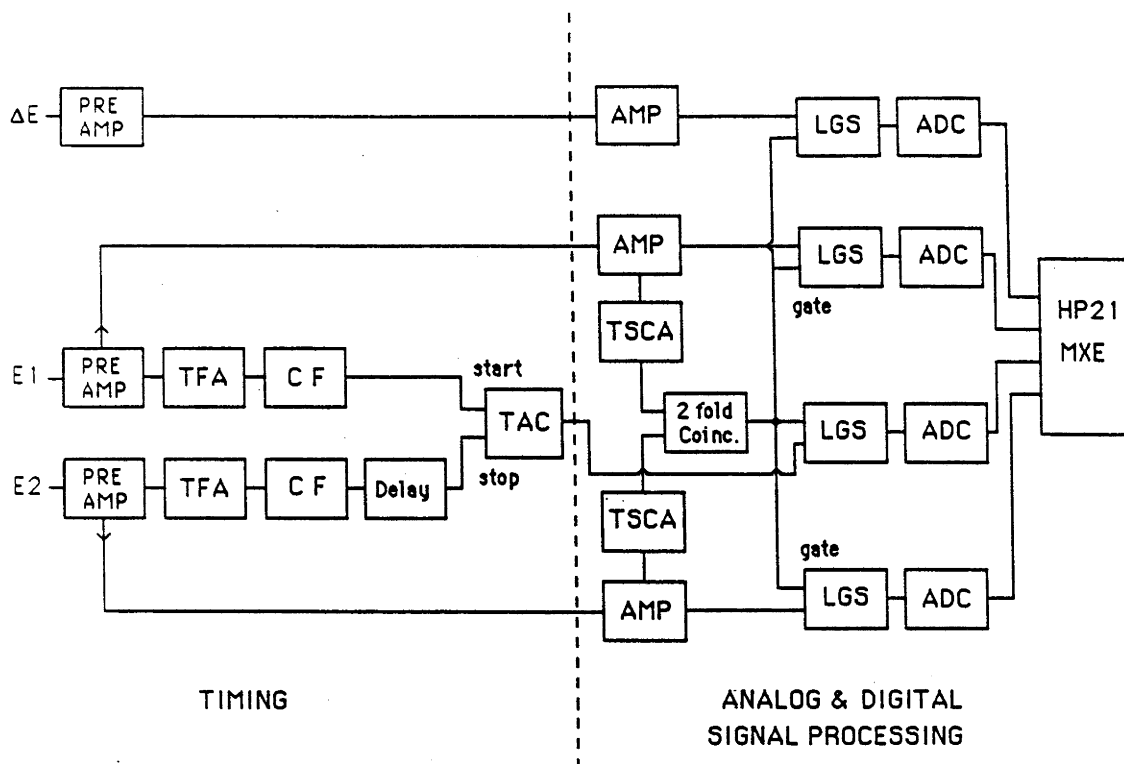 ΔE
PRE
AMP
AMP
LGS
ADC
AMP
LGS
ADC
gate
HP21
MXE
TSCA
E1
PRE
AMP
TFA
CF
start
TAC
2 fold
Coinc.
LGS
ADC
E2
PRE
AMP
TFA
CF
Delay
stop
TSCA
gate
AMP
LGS
ADC
TIMING
ANALOG & DIGITAL
SIGNAL PROCESSING